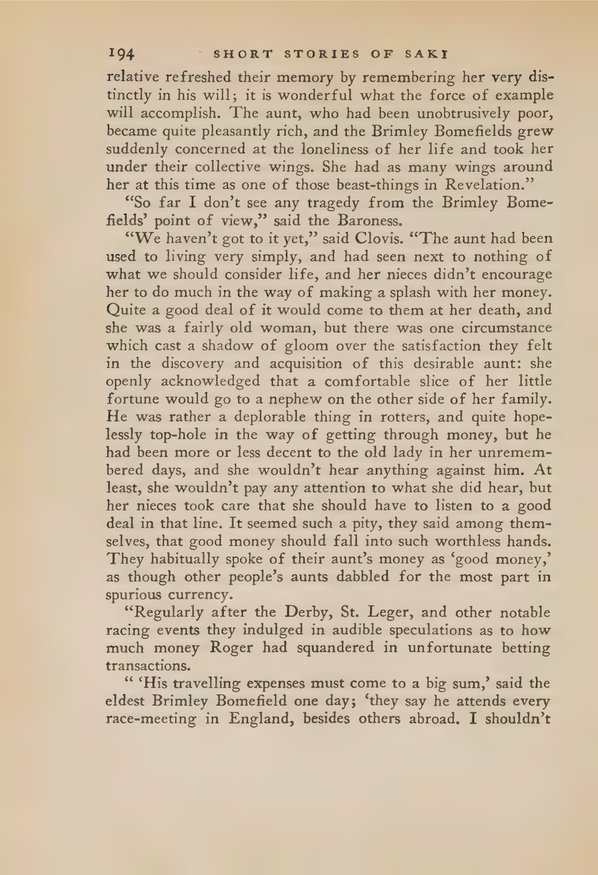 194 SHORT STORIES OF SAKI
relative refreshed their memory by remembering her very dis-
tinctly in his will; it is wonderful what the force of example
will accomplish. The aunt, who had been unobtrusively poor,
became quite pleasantly rich, and the Brimley Bomefields grew
suddenly concerned at the loneliness of her life and took her
under their collective wings. She had as many wings around
her at this time as one of those beast-things in Revelation.”
“So far I don’t see any tragedy from the Brimley Bome-
fields’ point of view,” said the Baroness.
“We haven’t got to it yet,” said Clovis. “The aunt had been
used to living very simply, and had seen next to nothing of
what we should consider life, and her nieces didn’t encourage
her to do much in the way of making a splash with her money.
Quite a good deal of it would come to them at her death, and
she was a fairly old woman, but there was one circumstance
which cast a shadow of gloom over the satisfaction they felt
in the discovery and acquisition of this desirable aunt: she
openly acknowledged that a comfortable slice of her little
fortune would go to a nephew on the other side of her family.
He was rather a deplorable thing in rotters, and quite hope-
lessly top-hole in the way of getting through money, but he
had been more or less decent to the old lady in her unremem-
bered days, and she wouldn’t hear anything against him. At
least, she wouldn’t pay any attention to what she did hear, but
her nieces took care that she should have to listen to a good
deal in that line. It seemed such a pity, they said among them-
selves, that good money should fall into such worthless hands.
They habitually spoke of their aunt’s money as ‘good money,’
as though other people’s aunts dabbled for the most part in
spurious currency.
“Regularly after the Derby, St. Leger, and other notable
racing events they indulged in audible speculations as to how
much money Roger had squandered in unfortunate betting
transactions.
“ ‘His travelling expenses must come to a big sum,’ said the
eldest Brimley Bomefield one day; ‘they say he attends every
race-meeting in England, besides others abroad. I shouldn’t